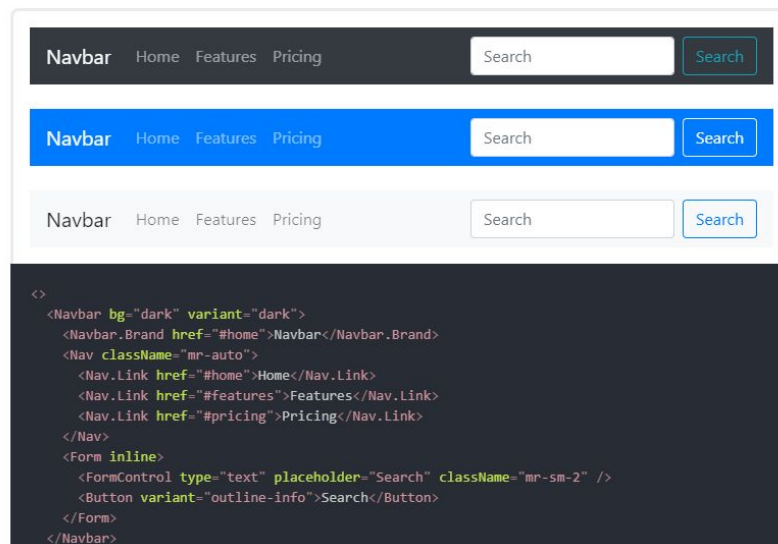 Navbar Home Features Pricing Search Search
Navbar Home Features Pricing Search Search
Navbar Home Features Pricing Search Search
<>
  <Navbar bg="dark" variant="dark">
    <Navbar.Brand href="#home">Navbar</Navbar.Brand>
    <Nav className="mr-auto">
      <Nav.Link href="#home">Home</Nav.Link>
      <Nav.Link href="#features">Features</Nav.Link>
      <Nav.Link href="#pricing">Pricing</Nav.Link>
    </Nav>
    <Form inline>
      <FormControl type="text" placeholder="Search" className="mr-sm-2" />
      <Button variant="outline-info">Search</Button>
    </Form>
  </Navbar>